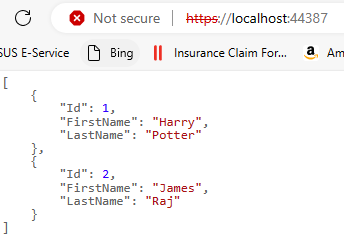 Not secure https://localhost:44387
SUS E-Service Bing Insurance Claim For... Am
[
{
"Id": 1,
"FirstName": "Harry",
"LastName": "Potter"
},
{
"Id": 2,
"FirstName": "James",
"LastName": "Raj"
}
]